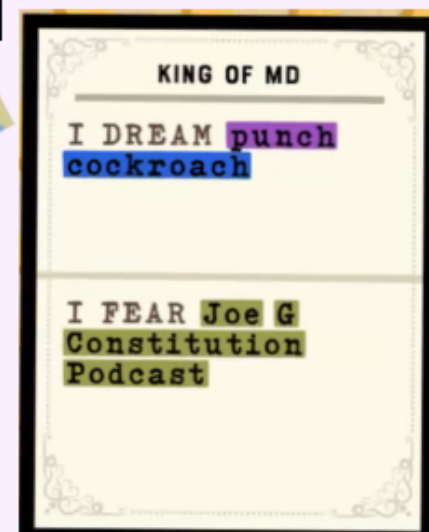 KING OF MD
I DREAM punch
cockroach
I FEAR Joe G
Constitution
Podcast